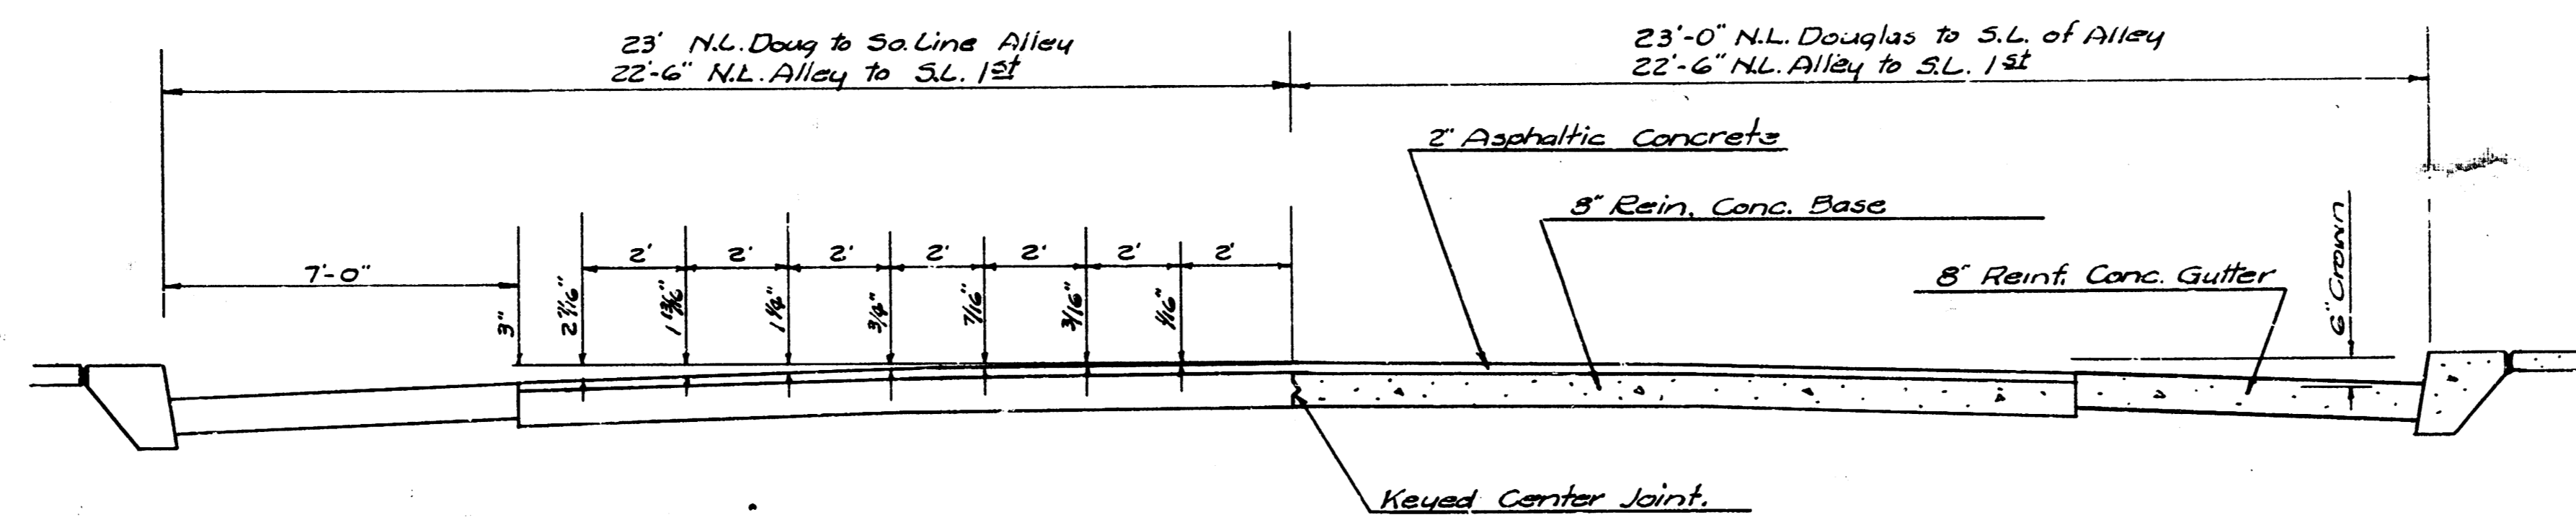 23' N.L. Doug to So. Line Alley
22'-6" N.L. Alley to S.L. 1st
23'-0" N.L. Douglas to S.L. of Alley
22'-6" N.L. Alley to S.L. 1st
2" Asphaltic Concrete
8" Rein. Conc. Base
8" Reinf. Conc. Gutter
6" Crown
7'-0"
2' 2' 2' 2' 2' 2' 2'
3" 2 7/16" 1 13/16" 1 1/4" 3/4" 7/16" 3/16" 1/16"
Keyed Center Joint.